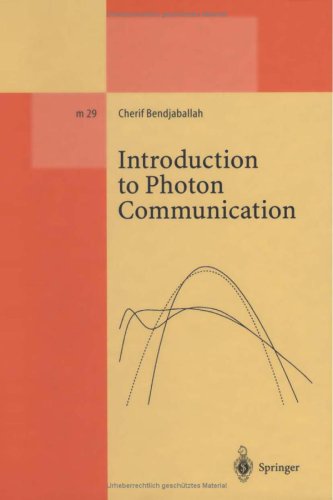 m 29
Cherif Bendjaballah
Introduction
to Photon
Communication
Springer
Urheberrechtlich geschütztes Material